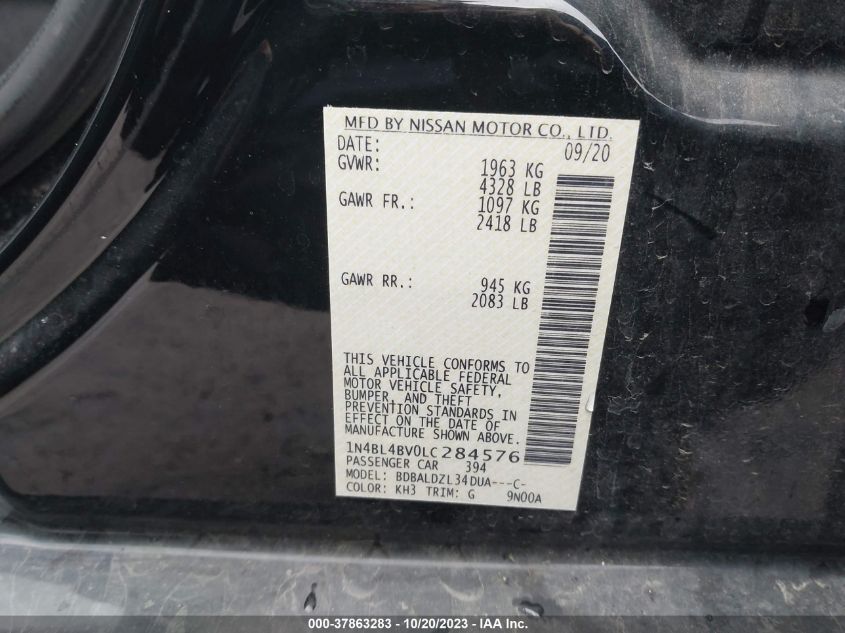 MFD BY NISSAN MOTOR CO., LTD.
DATE: 09/20
GVWR: 1963 KG
4328 LB
GAWR FR.: 1097 KG
2418 LB
GAWR RR.: 945 KG
2083 LB
THIS VEHICLE CONFORMS TO
ALL APPLICABLE FEDERAL
MOTOR VEHICLE SAFETY,
BUMPER, AND THEFT
PREVENTION STANDARDS IN
EFFECT ON THE DATE OF
MANUFACTURE SHOWN ABOVE.
1N4BL4BV0LC284576
PASSENGER CAR 394
MODEL: BDBALDZL34DUA---C-
COLOR: KH3 TRIM: G 9N00A
000-37863283 - 10/20/2023 - IAA Inc.